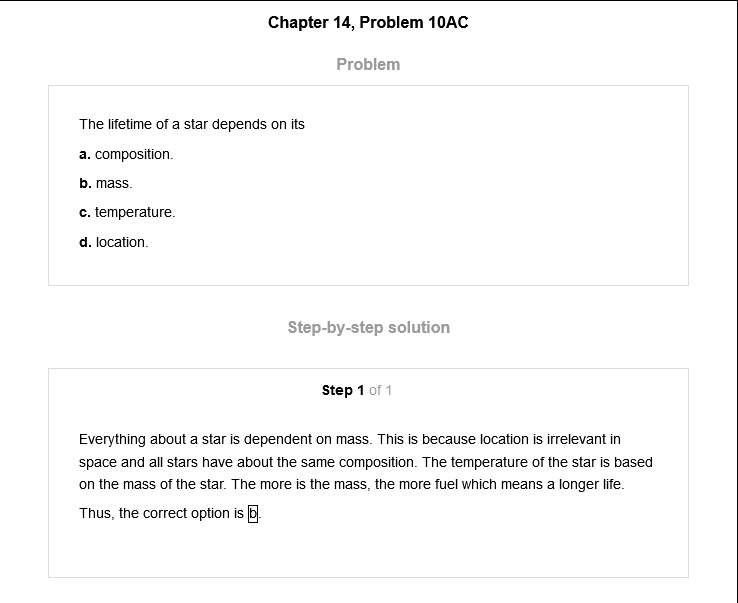 Chapter 14, Problem 10AC
Problem
The lifetime of a star depends on its
a. composition.
b. mass.
c. temperature.
d. location.
Step-by-step solution
Step 1 of 1
Everything about a star is dependent on mass. This is because location is irrelevant in
space and all stars have about the same composition. The temperature of the star is based
on the mass of the star. The more is the mass, the more fuel which means a longer life.
Thus, the correct option is b.